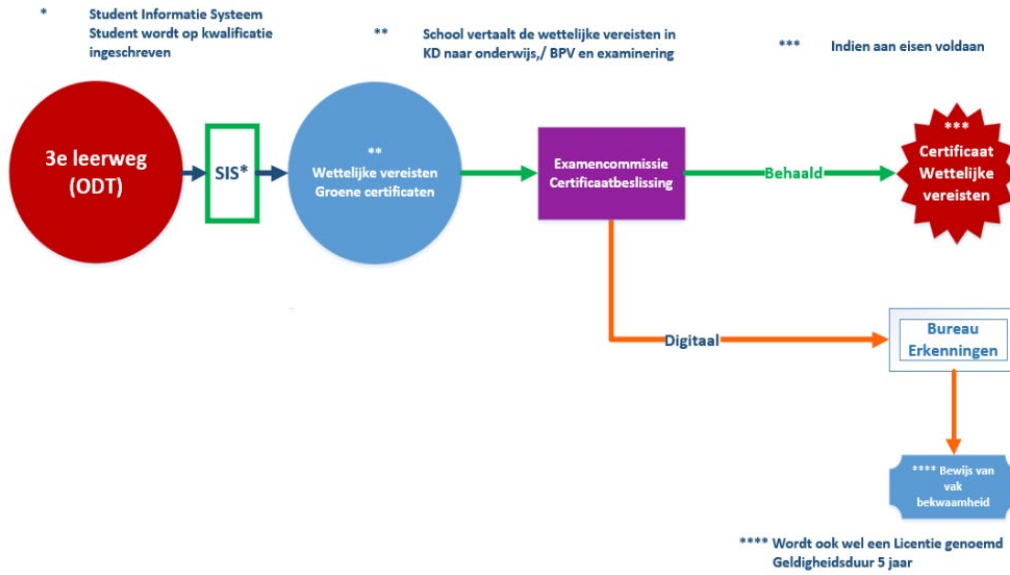 * Student Informatie Systeem
Student wordt op kwalificatie
ingeschreven
** School vertaalt de wettelijke vereisten in
KD naar onderwijs,/ BPV en examinering
*** Indien aan eisen voldaan
3e leerweg
(ODT)
SIS*
**
Wettelijke vereisten
Groene certificaten
Examencommissie
Certificaatbeslissing
Behaald
***
Certificaat
Wettelijke
vereisten
Digitaal
Bureau
Erkenningen
**** Bewijs van
vak
bekwaamheid
**** Wordt ook wel een Licentie genoemd
Geldigheidsduur 5 jaar